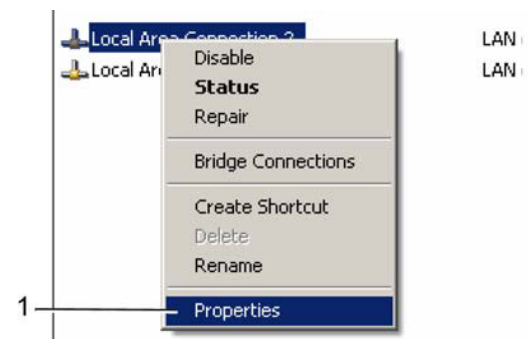 Local Area Connection 2 LAN
Disable
Local Ar LAN
Status
Repair
Bridge Connections
Create Shortcut
Delete
Rename
1
Properties